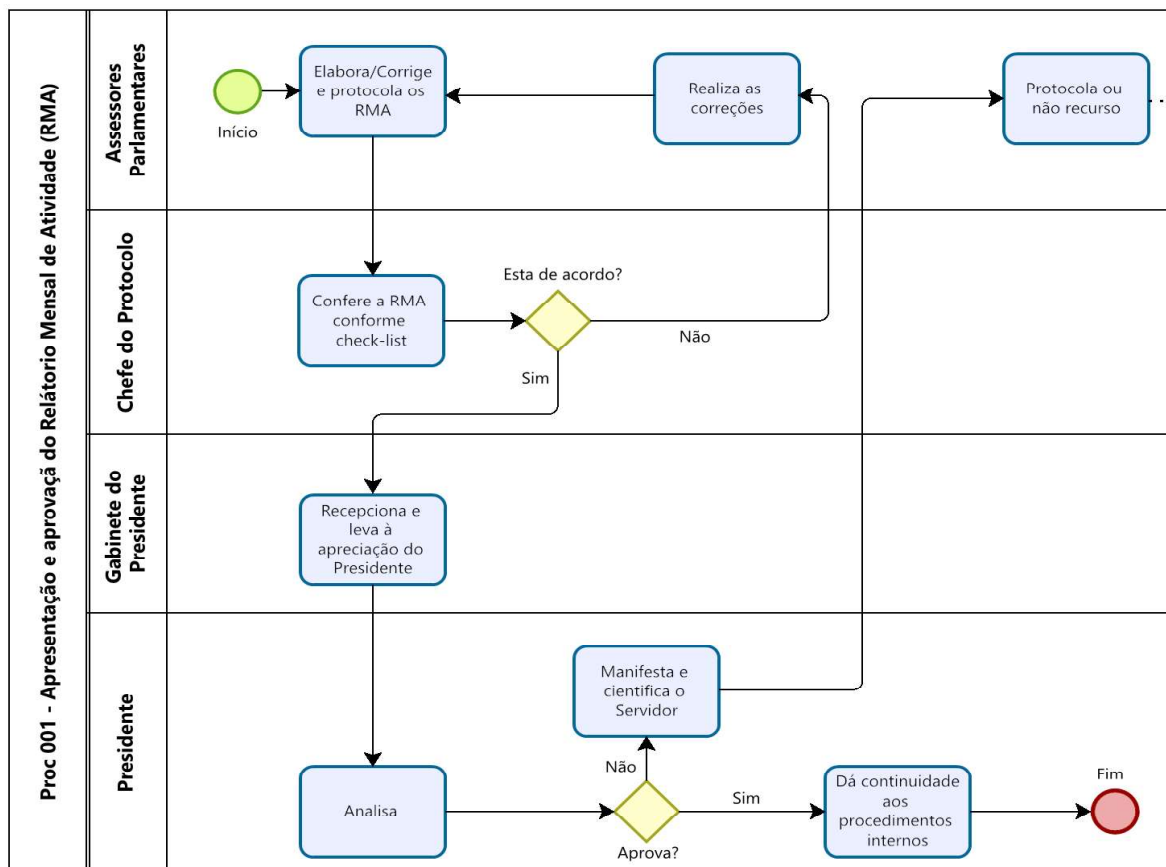 Proc 001 - Apresentação e aprovaçã do Relátorio Mensal de Atividade (RMA)
Assessores
Parlamentares
Início
Elabora/Corrige
e protocola os
RMA
Realiza as
correções
Protocola ou
não recurso
Chefe do Protocolo
Confere a RMA
conforme
check-list
Esta de acordo?
Não
Sim
Gabinete do
Presidente
Recepciona e
leva à
apreciação do
Presidente
Presidente
Manifesta e
cientifica o
Servidor
Analisa
Não
Aprova?
Sim
Dá continuidade
aos
procedimentos
internos
Fim